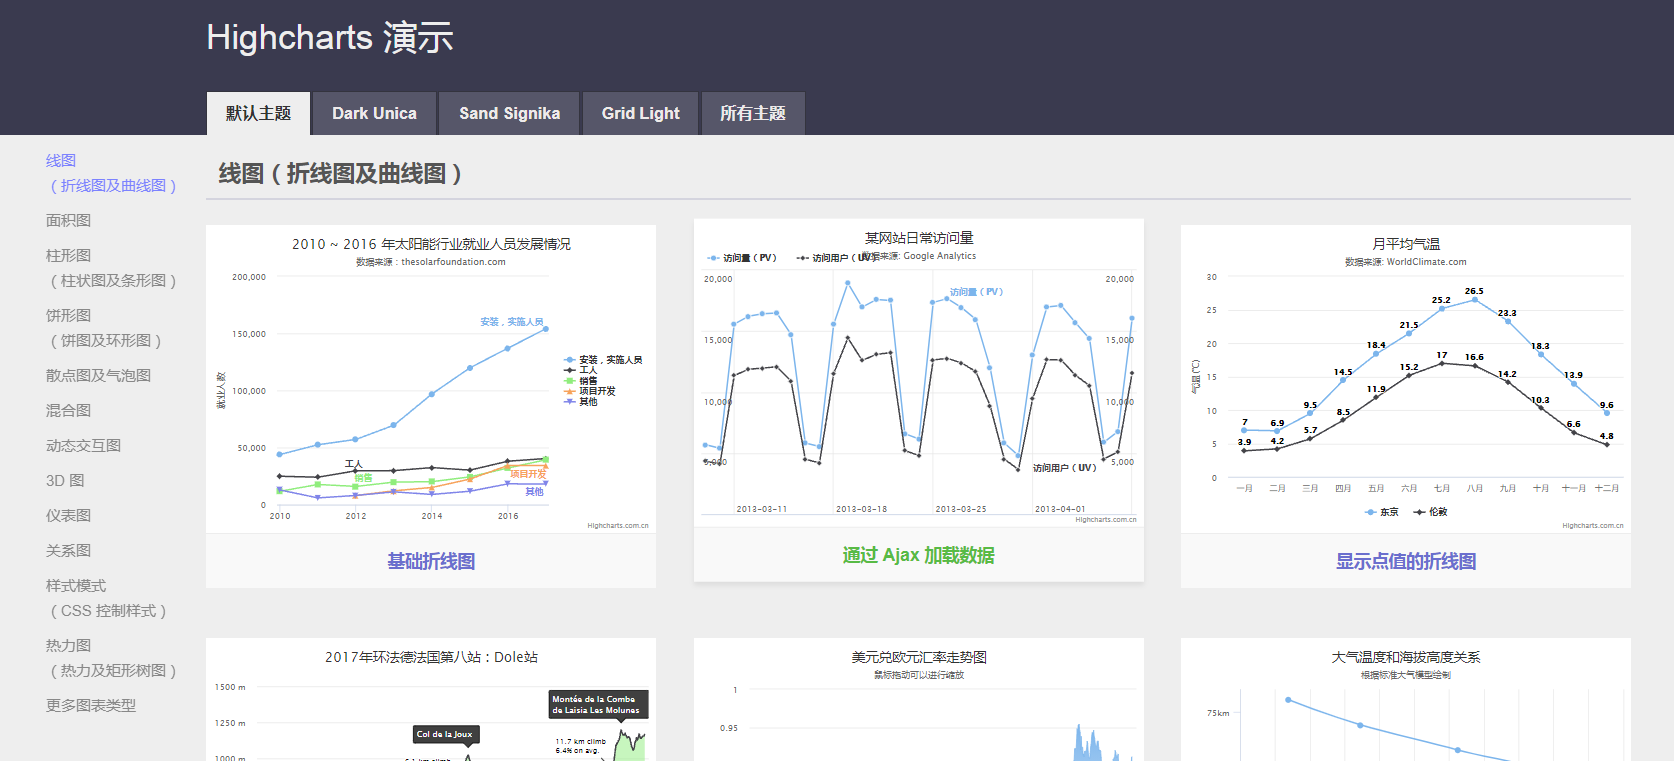 Highcharts 演示
默认主题
Dark Unica
Sand Signika
Grid Light
所有主题
线图
（折线图及曲线图）
面积图
柱形图
（柱状图及条形图）
饼形图
（饼图及环形图）
散点图及气泡图
混合图
动态交互图
3D 图
仪表图
关系图
样式模式
（CSS 控制样式）
热力图
（热力及矩形树图）
更多图表类型
线图（折线图及曲线图）
2010 ~ 2016 年太阳能行业就业人员发展情况
数据来源：thesolarfoundation.com
就业人数
200,000
150,000
100,000
50,000
0
2010
2012
2014
2016
安装，实施人员
工人
销售
项目开发
其他
安装，实施人员
工人
销售
项目开发
其他
Highcharts.com.cn
基础折线图
某网站日常访问量
数据来源: Google Analytics
访问量（PV）
访问用户（UV）
20,000
15,000
10,000
5,000
20,000
15,000
10,000
5,000
访问量（PV）
访问用户（UV）
2013-03-11
2013-03-18
2013-03-25
2013-04-01
Highcharts.com.cn
通过 Ajax 加载数据
月平均气温
数据来源: WorldClimate.com
气温 (°C)
30
25
20
15
10
5
0
7
6.9
9.5
14.5
18.4
21.5
25.2
26.5
23.3
18.3
13.9
9.6
3.9
4.2
5.7
8.5
11.9
15.2
17
16.6
14.2
10.3
6.6
4.8
一月
二月
三月
四月
五月
六月
七月
八月
九月
十月
十一月
十二月
东京
伦敦
Highcharts.com.cn
显示点值的折线图
2017年环法德法国第八站：Dole站
1500 m
1250 m
1000 m
Col de la Joux
Montée de la Combe
de Laisia Les Molunes
11.7 km climb
6.4% on avg.
美元兑欧元汇率走势图
鼠标拖动可以进行缩放
1
0.95
大气温度和海拔高度关系
根据标准大气模型绘制
75km